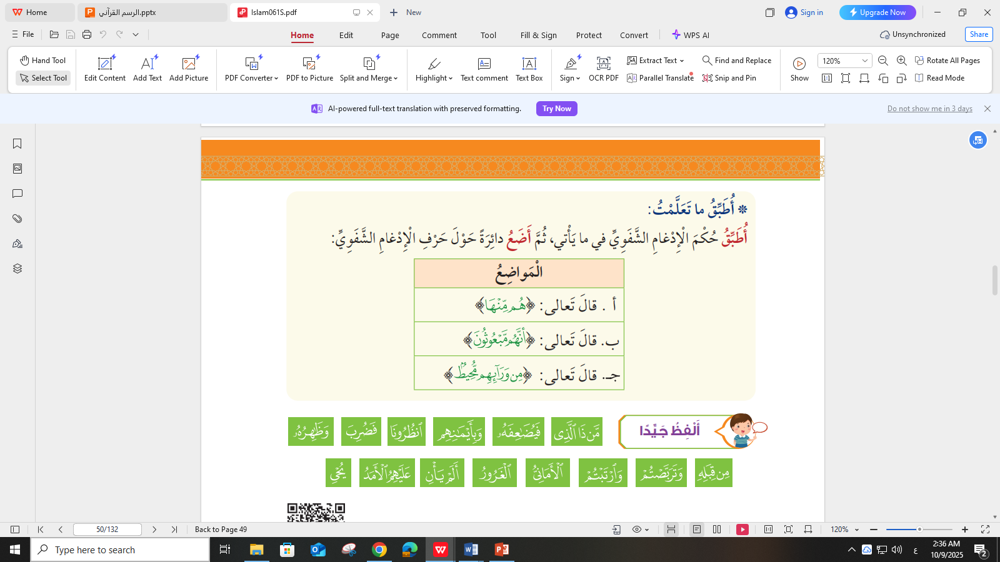 Home
الرسم القرآني.pptx
Islam061S.pdf
New
Sign in
Upgrade Now
File
Home Edit Page Comment Tool Fill & Sign Protect Convert WPS AI
Unsynchronized
Share
Hand Tool
Select Tool
Edit Content Add Text Add Picture
PDF Converter PDF to Picture Split and Merge
Highlight Text comment Text Box
Sign OCR PDF
Extract Text
Parallel Translate
Find and Replace
Snip and Pin
Show
120%
1:1
Rotate All Pages
Read Mode
AI-powered full-text translation with preserved formatting.
Try Now
Do not show me in 3 days
❊ أُطَبِّقُ ما تَعَلَّمْتُ:
أُطَبِّقُ حُكْمَ الْإِدْغامِ الشَّفَوِيِّ في ما يَأْتي، ثُمَّ أَضَعُ دائِرَةً حَوْلَ حَرْفِ الْإِدْغامِ الشَّفَوِيِّ:
الْمَواضِعُ
أ . قالَ تَعالى: ﴿هُم مِّنْهَا﴾
ب. قالَ تَعالى: ﴿أَنَّهُم مَّبْعُوثُونَ﴾
جـ. قالَ تَعالى: ﴿مِن وَرَآئِهِم مُّحِيطٌ﴾
أَلْفِظُ جَيِّدًا
مَّن ذَا ٱلَّذِى فَيُضَٰعِفَهُۥ وَبِأَيْمَٰنِهِم ٱنظُرُونَا فَضُرِبَ وَظَٰهِرُهُۥ
مِن قِبَلِهِ وَتَرَبَّصْتُمْ وَٱرْتَبْتُمْ ٱلْأَمَانِىُّ ٱلْغَرُورُ أَلَمْ يَأْنِ عَلَيْهِمُ ٱلْأَمَدُ يُحْيِ
50/132
Back to Page 49
120%
Type here to search
ع
2:36 AM
10/9/2025
2